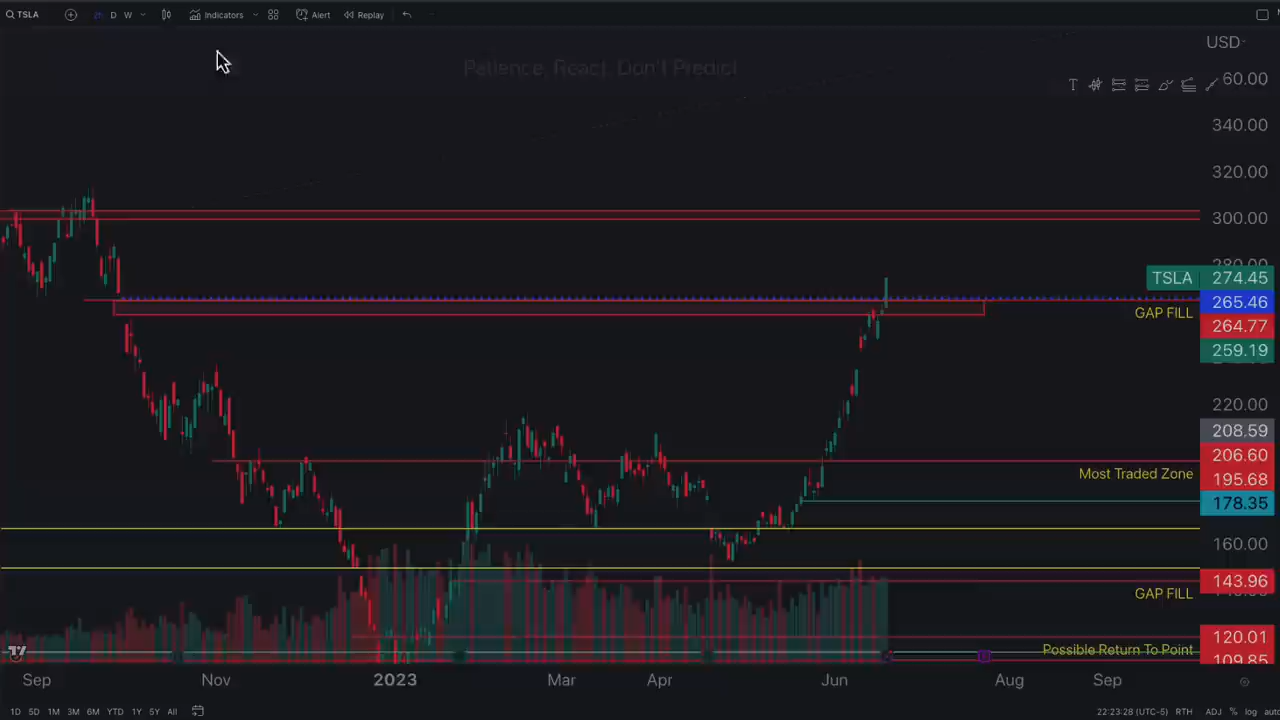 TSLA D W Indicators Alert Replay
USD
Patience, React, Don't Predict
60.00
340.00
320.00
300.00
280.00
TSLA 274.45
265.46
GAP FILL
264.77
259.19
220.00
208.59
206.60
Most Traded Zone
195.68
178.35
160.00
143.96
GAP FILL
120.01
Possible Return To Point
109.85
Sep Nov 2023 Mar Apr Jun Aug Sep
1D 5D 1M 3M 6M YTD 1Y 5Y All 22:23:28 (UTC-5) RTH ADJ % log auto